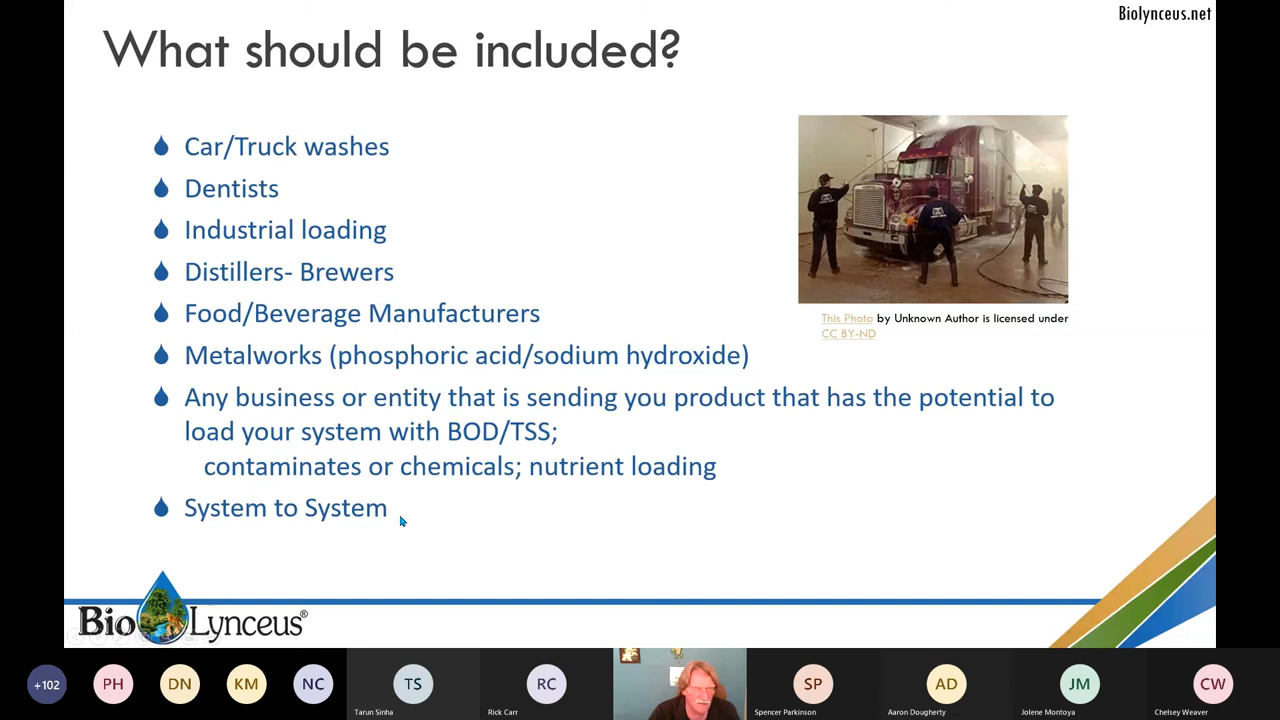 Biolynceus.net
What should be included?
Car/Truck washes
Dentists
Industrial loading
Distillers- Brewers
Food/Beverage Manufacturers
Metalworks (phosphoric acid/sodium hydroxide)
Any business or entity that is sending you product that has the potential to
load your system with BOD/TSS;
contaminates or chemicals; nutrient loading
System to System
This Photo by Unknown Author is licensed under
CC BY-ND
Bio Lynceus®
+102
PH
DN
KM
NC
TS
Tarun Sinha
RC
Rick Carr
SP
Spencer Parkinson
AD
Aaron Dougherty
JM
Jolene Montoya
CW
Chelsey Weaver